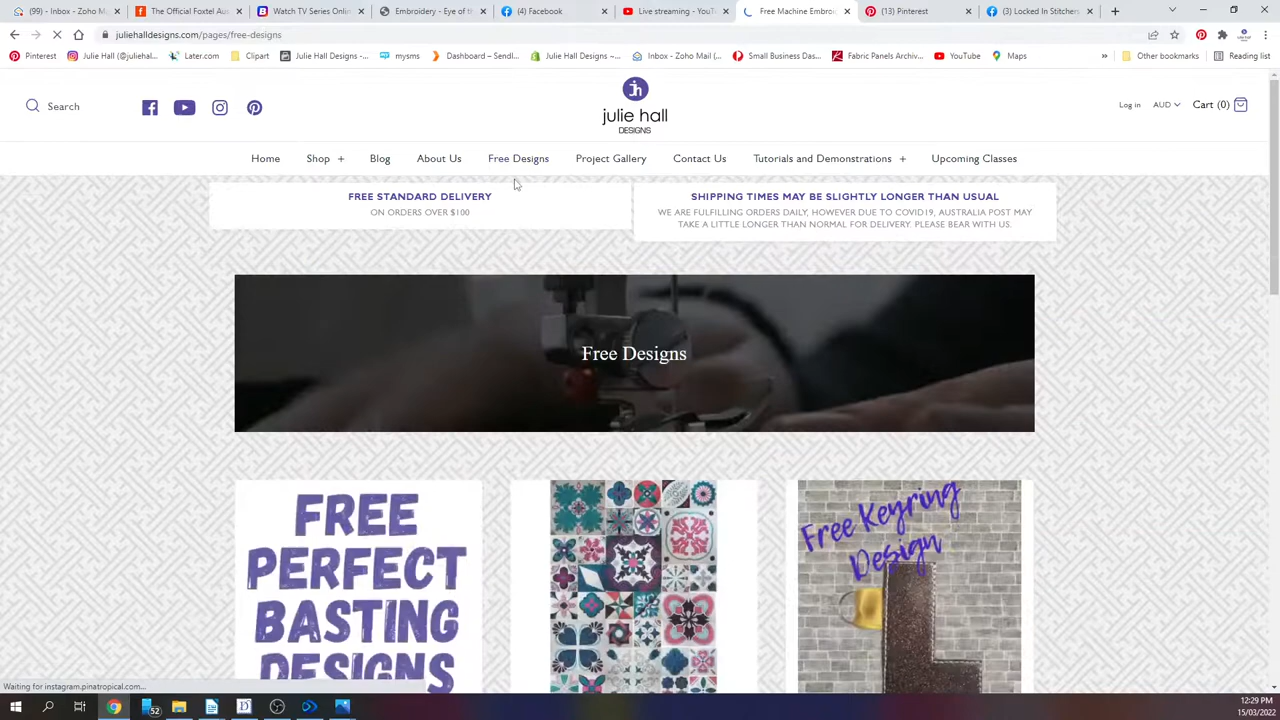 (99) Inbox - Zoho M
The Official Foxtel Au
Watch TV Series Onlin
Embroidery - Eye of th
(4) Facebook
Live streaming - YouT
Free Machine Embroi
(13) Pinterest
(3) Locked In Stitchers
juliehalldesigns.com/pages/free-designs
Pinterest
Julie Hall (@juliehal...
Later.com
Clipart
Julie Hall Designs -...
mysms
Dashboard – Sendl...
Julie Hall Designs ~...
Inbox - Zoho Mail (...
Small Business Das...
Fabric Panels Archiv...
YouTube
Maps
Other bookmarks
Reading list
Search
jh
julie hall
DESIGNS
Log in
AUD
Cart (0)
Home
Shop +
Blog
About Us
Free Designs
Project Gallery
Contact Us
Tutorials and Demonstrations +
Upcoming Classes
FREE STANDARD DELIVERY
ON ORDERS OVER $100
SHIPPING TIMES MAY BE SLIGHTLY LONGER THAN USUAL
WE ARE FULFILLING ORDERS DAILY, HOWEVER DUE TO COVID19, AUSTRALIA POST MAY
TAKE A LITTLE LONGER THAN NORMAL FOR DELIVERY. PLEASE BEAR WITH US.
Free Designs
FREE
PERFECT
BASTING
DESIGNS
Free Keyring
Design
Waiting for instagram.pinatropical.com...
52
12:29 PM
15/03/2022